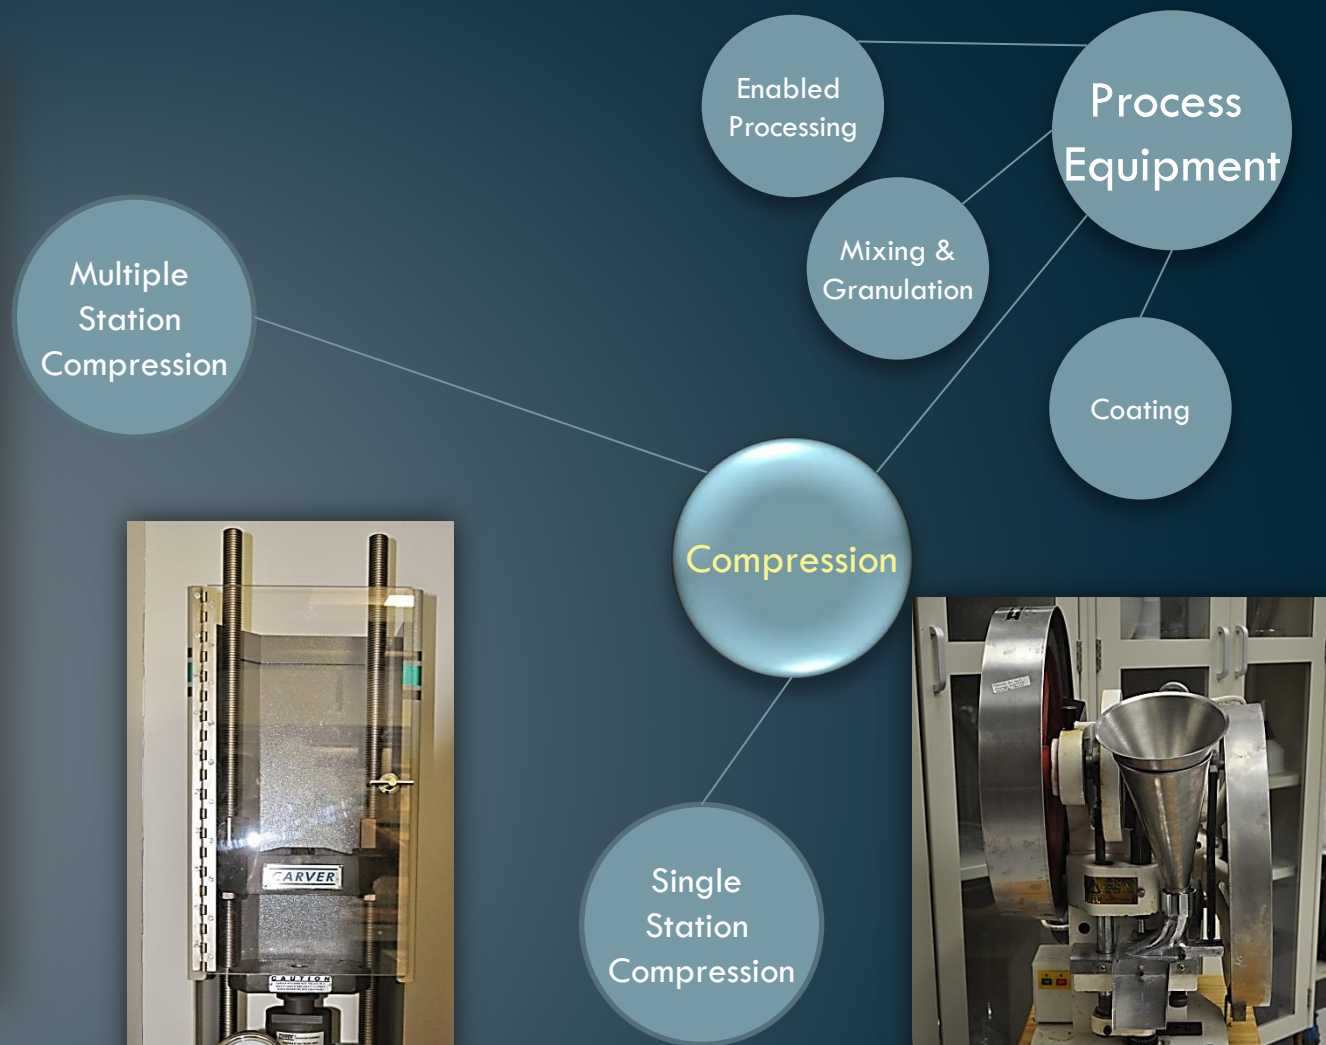 Enabled
Processing
Process
Equipment
Mixing &
Granulation
Multiple
Station
Compression
Coating
Compression
Single
Station
Compression
CARVER
CAUTION